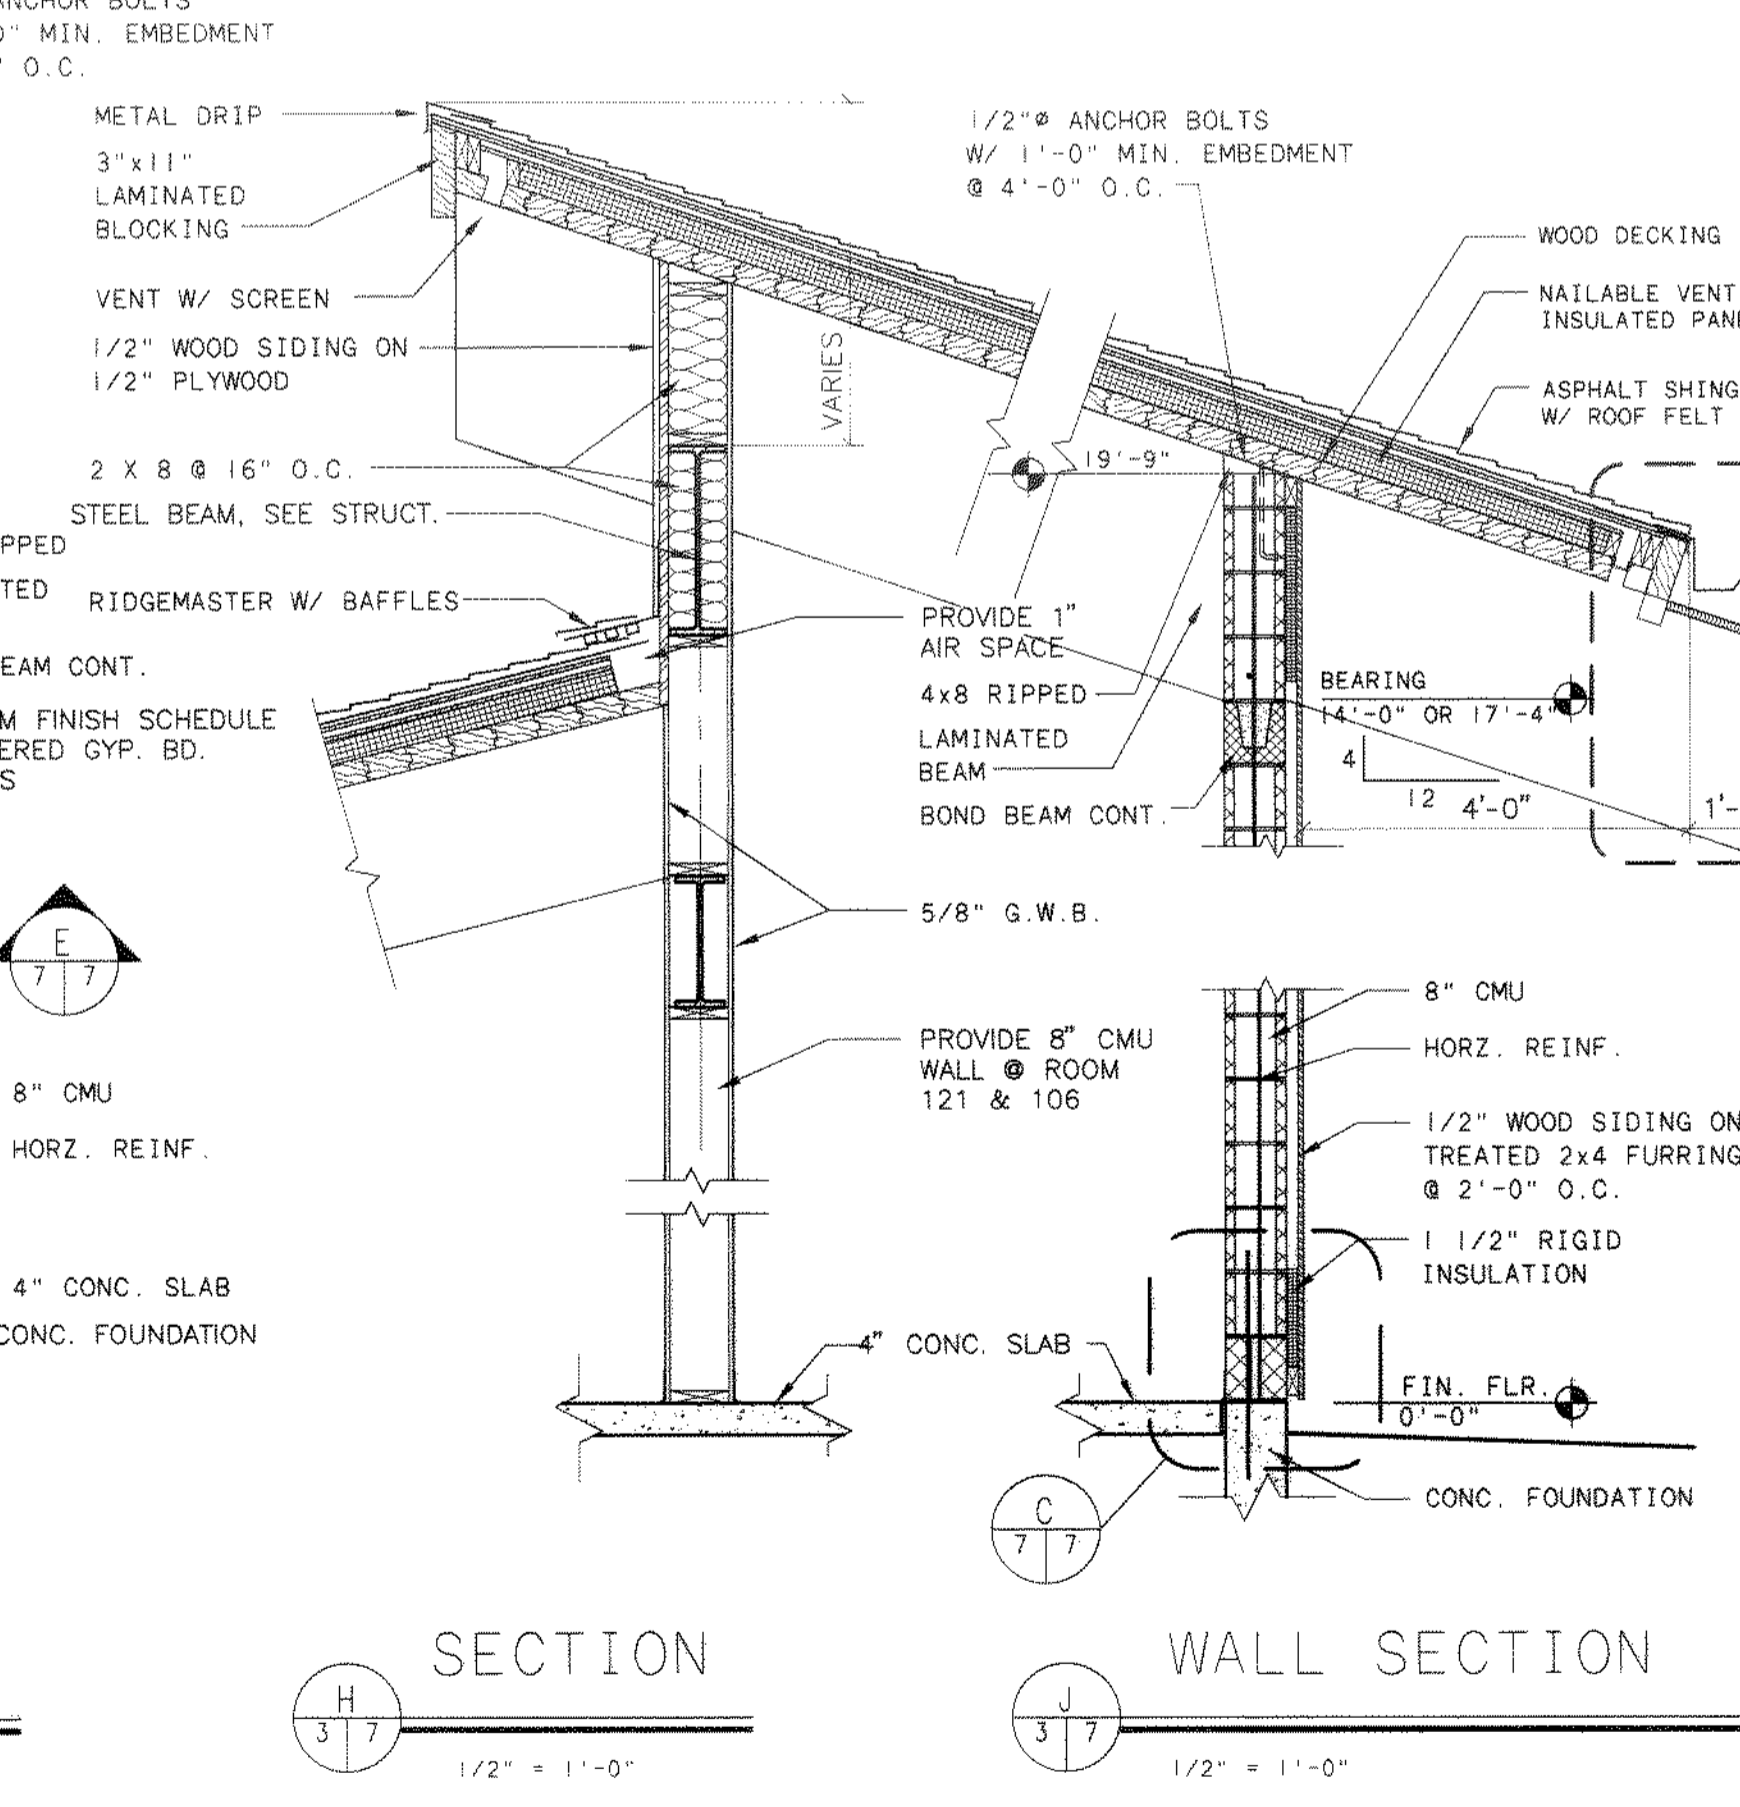 ANCHOR BOLTS
" MIN. EMBEDMENT
" O.C.
METAL DRIP
3"x11"
LAMINATED
BLOCKING
VENT W/ SCREEN
1/2" WOOD SIDING ON
1/2" PLYWOOD
2 X 8 @ 16" O.C.
STEEL BEAM, SEE STRUCT.
PPED
TED
RIDGEMASTER W/ BAFFLES
EAM CONT.
M FINISH SCHEDULE
ERED GYP. BD.
S
E
7 7
8" CMU
HORZ. REINF.
4" CONC. SLAB
CONC. FOUNDATION
VARIES
1/2"ø ANCHOR BOLTS
W/ 1'-0" MIN. EMBEDMENT
@ 4'-0" O.C.
WOOD DECKING
NAILABLE VENT
INSULATED PAN
ASPHALT SHING
W/ ROOF FELT
19'-9"
PROVIDE 1"
AIR SPACE
4x8 RIPPED
LAMINATED
BEAM
BOND BEAM CONT.
BEARING
14'-0" OR 17'-4"
4
12
4'-0"
1'-
5/8" G.W.B.
PROVIDE 8" CMU
WALL @ ROOM
121 & 106
8" CMU
HORZ. REINF.
1/2" WOOD SIDING ON
TREATED 2x4 FURRING
@ 2'-0" O.C.
1 1/2" RIGID
INSULATION
4" CONC. SLAB
FIN. FLR.
0'-0"
CONC. FOUNDATION
C
7 7
SECTION
H
3 7
1/2" = 1'-0"
WALL SECTION
J
3 7
1/2" = 1'-0"